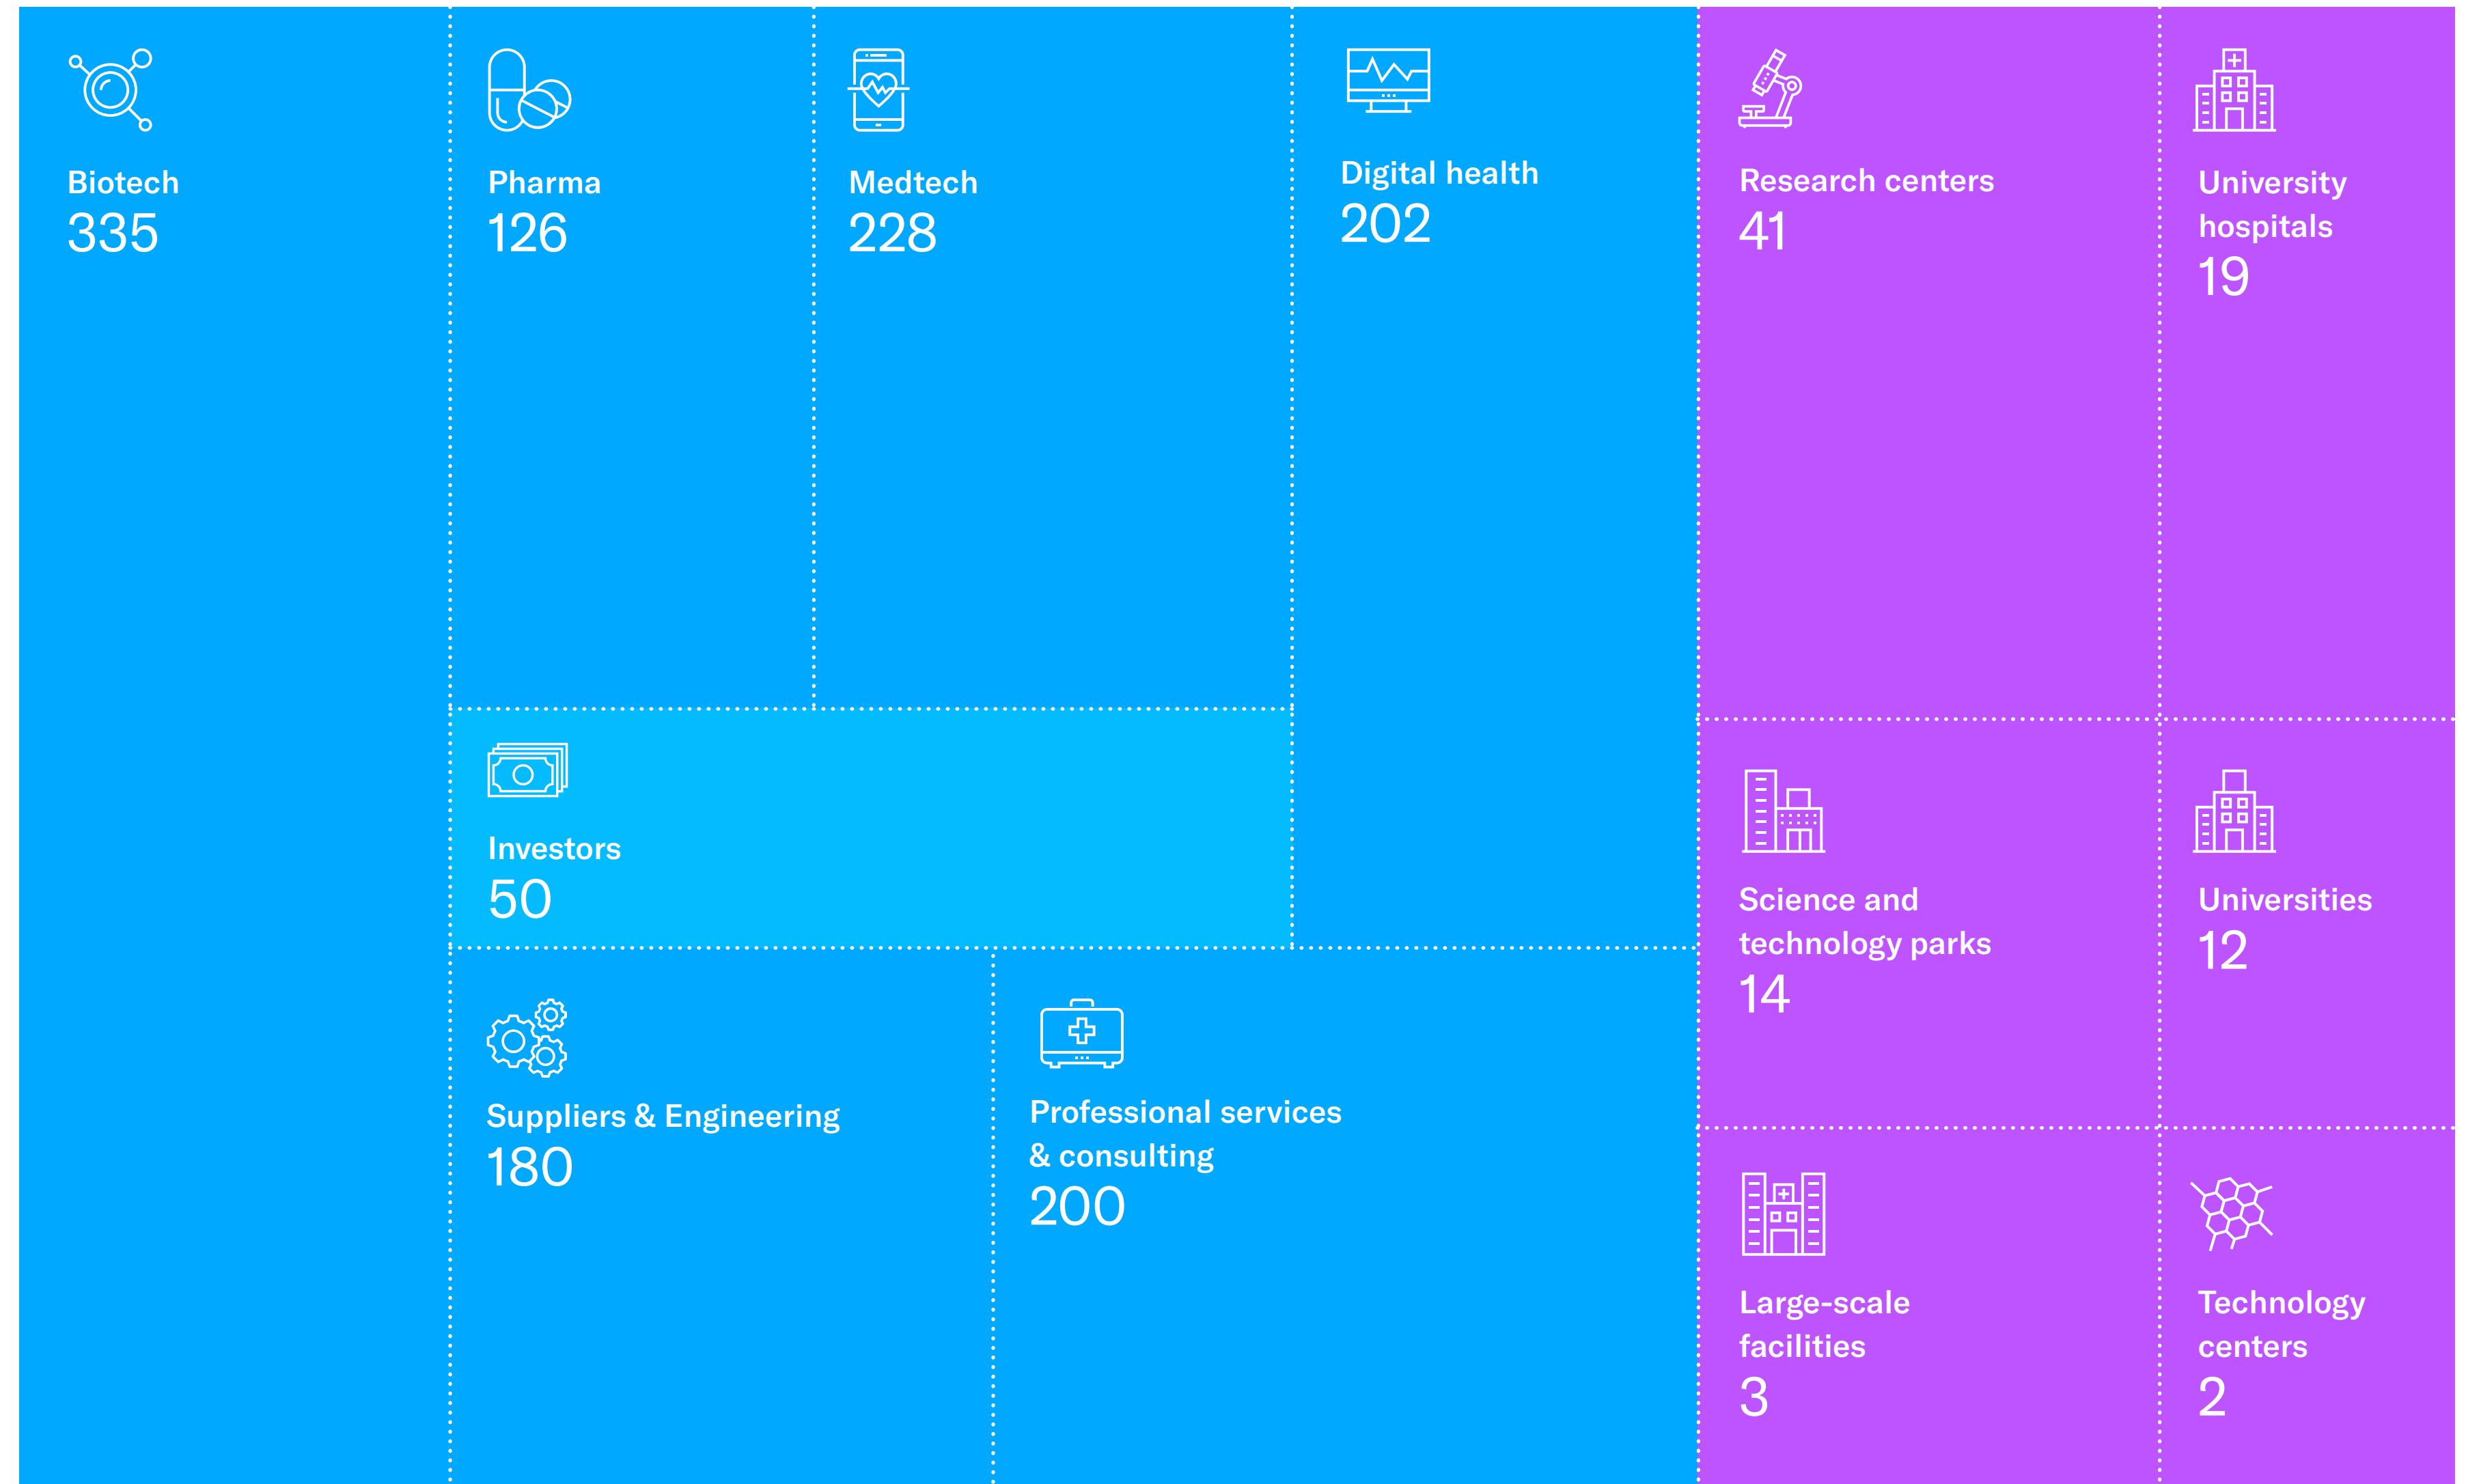 Biotech
335
Pharma
126
Medtech
228
Digital health
202
Research centers
41
University
hospitals
19
Investors
50
Science and
technology parks
14
Universities
12
Suppliers & Engineering
180
Professional services
& consulting
200
Large-scale
facilities
3
Technology
centers
2